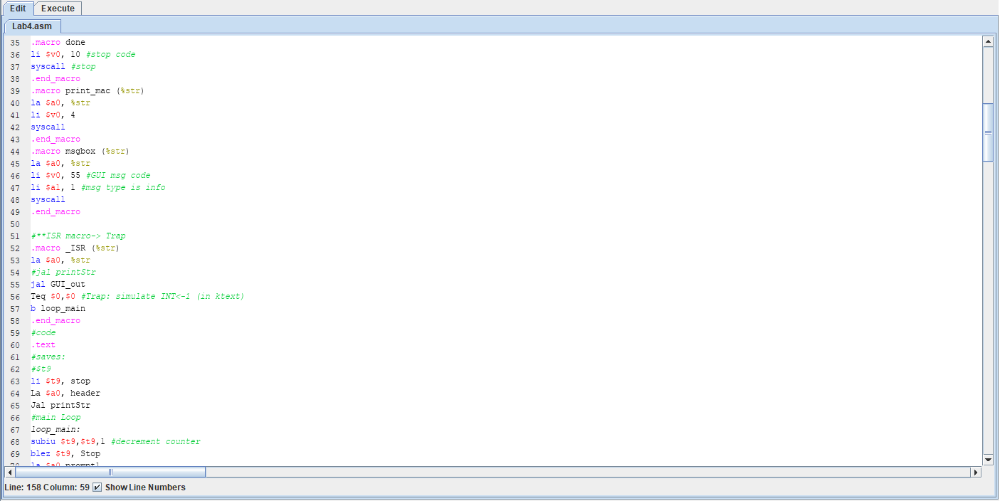 Edit Execute
Lab4.asm
35 .macro done
36 li $v0, 10 #stop code
37 syscall #stop
38 .end_macro
39 .macro print_mac (%str)
40 la $a0, %str
41 li $v0, 4
42 syscall
43 .end_macro
44 .macro msgbox (%str)
45 la $a0, %str
46 li $v0, 55 #GUI msg code
47 li $a1, 1 #msg type is info
48 syscall
49 .end_macro
50
51 #**ISR macro-> Trap
52 .macro _ISR (%str)
53 la $a0, %str
54 #jal printStr
55 jal GUI_out
56 Teq $0,$0 #Trap: simulate INT<-1 (in ktext)
57 b loop_main
58 .end_macro
59 #code
60 .text
61 #saves:
62 #$t9
63 li $t9, stop
64 La $a0, header
65 Jal printStr
66 #main Loop
67 loop_main:
68 subiu $t9,$t9,1 #decrement counter
69 blez $t9, Stop
70 la $a0,prompt1
Line: 158 Column: 59 Show Line Numbers